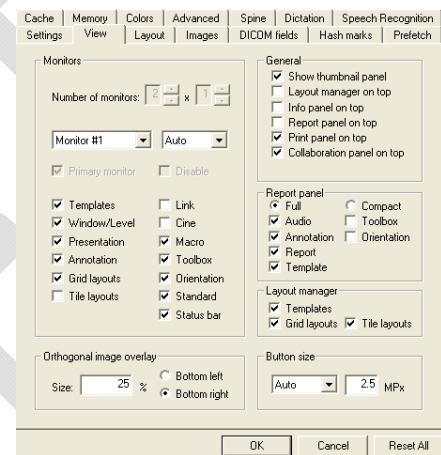 Cache Memory Colors Advanced Spine Dictation Speech Recognition
Settings View Layout Images DICOM fields Hash marks Prefetch
Monitors
Number of monitors: 2 x 1
Monitor #1 Auto
Primary monitor Disable
Templates Link
Window/Level Cine
Presentation Macro
Annotation Toolbox
Grid layouts Orientation
Tile layouts Standard
Status bar
General
Show thumbnail panel
Layout manager on top
Info panel on top
Report panel on top
Print panel on top
Collaboration panel on top
Report panel
Full Compact
Audio Toolbox
Annotation Orientation
Report
Template
Layout manager
Templates
Grid layouts Tile layouts
Orthogonal image overlay
Size: 25 % Bottom left
Bottom right
Button size
Auto 2.5 MPx
OK Cancel Reset All